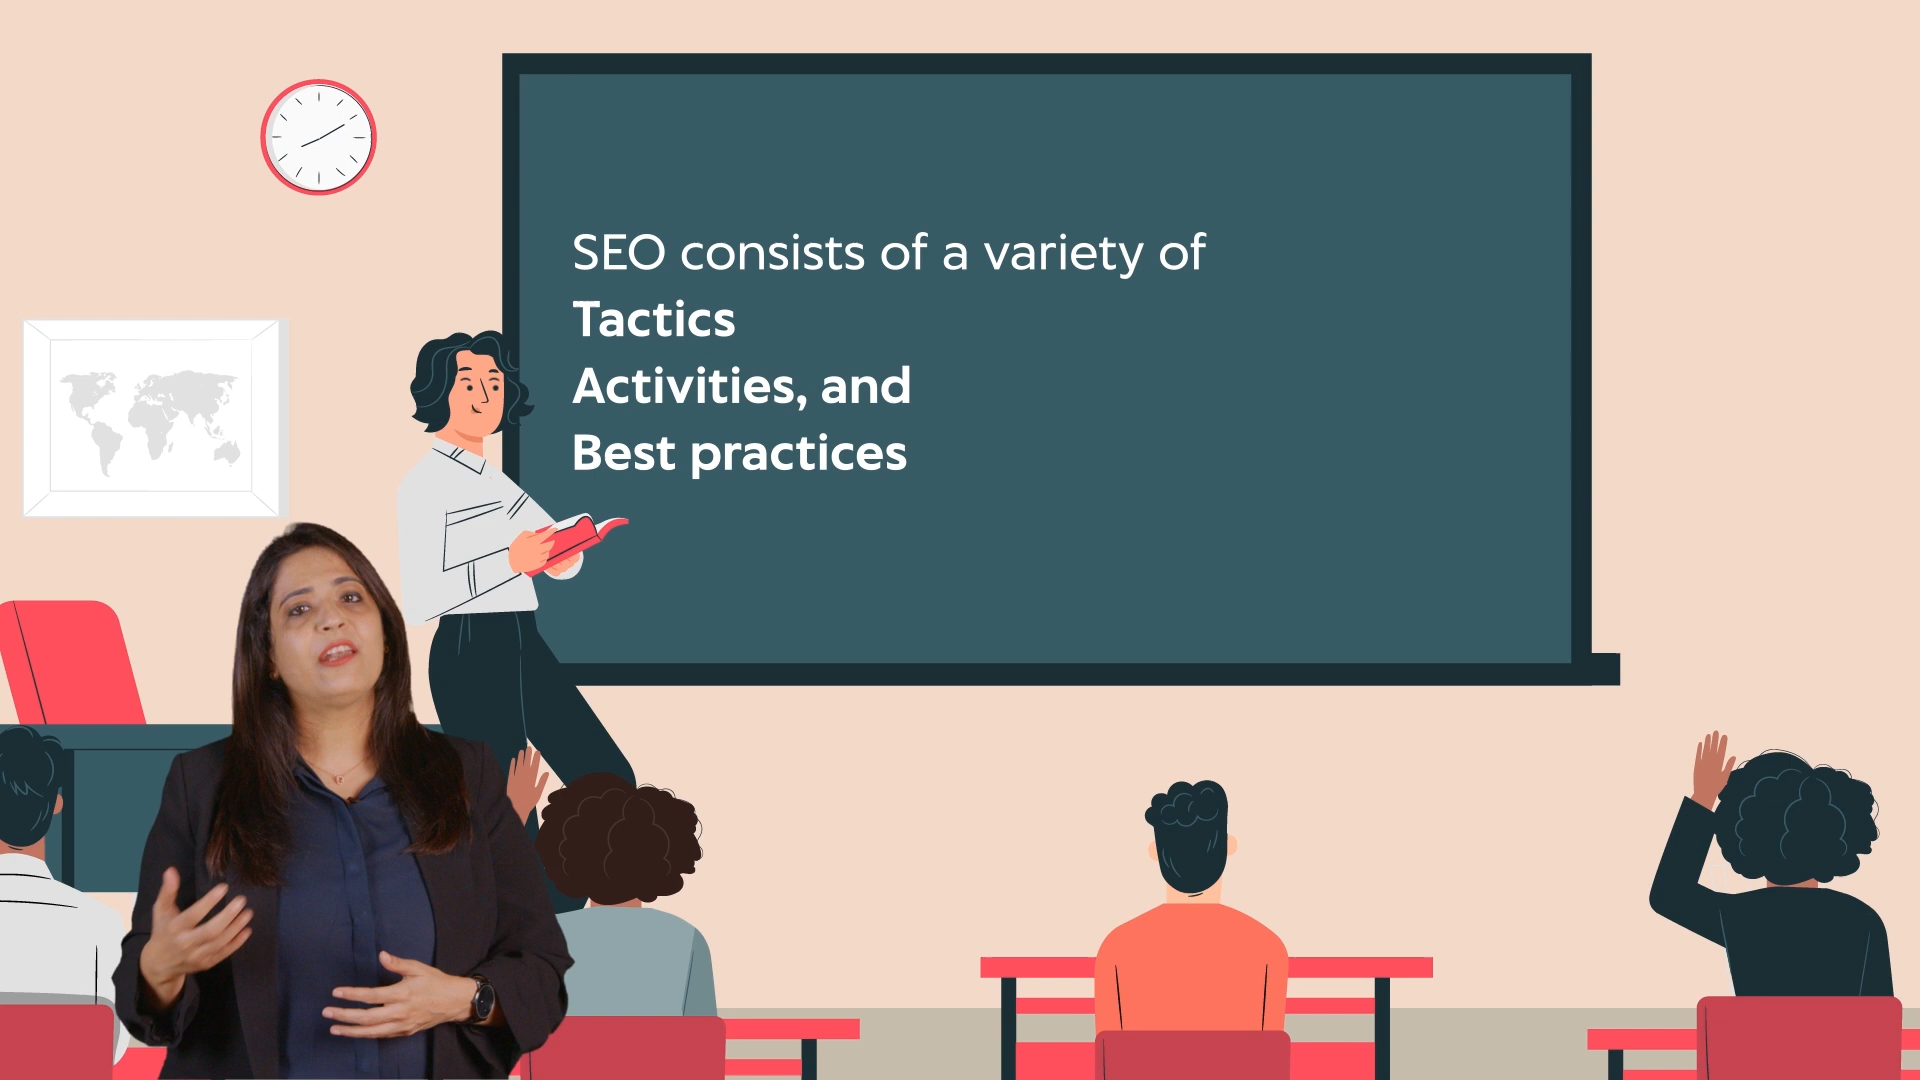 SEO consists of a variety of
Tactics
Activities, and
Best practices